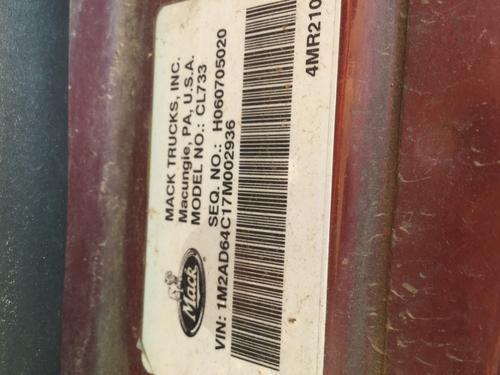 MACK TRUCKS, INC.
Macungie, PA, U.S.A.
MODEL NO.: CL733
SEQ. NO.: H060705020
Mack
VIN: 1M2AD64C17M002936
4MR210